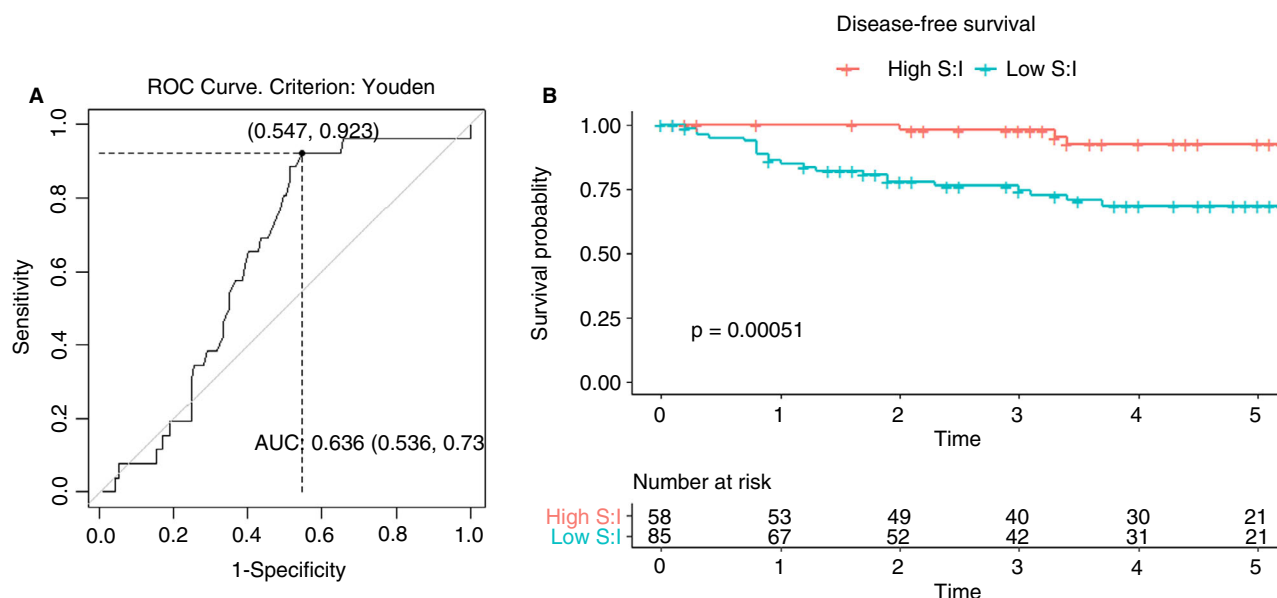 A
ROC Curve. Criterion: Youden
(0.547, 0.923)
AUC: 0.636 (0.536, 0.73
Sensitivity
0.0 0.2 0.4 0.6 0.8 1.0
0.0 0.2 0.4 0.6 0.8 1.0
1-Specificity
Disease-free survival
High S:I Low S:I
B
Survival probablity
1.00
0.75
0.50
0.25
0.00
p = 0.00051
0 1 2 3 4 5
Time
Number at risk
High S:I 58 53 49 40 30 21
Low S:I 85 67 52 42 31 21
0 1 2 3 4 5
Time